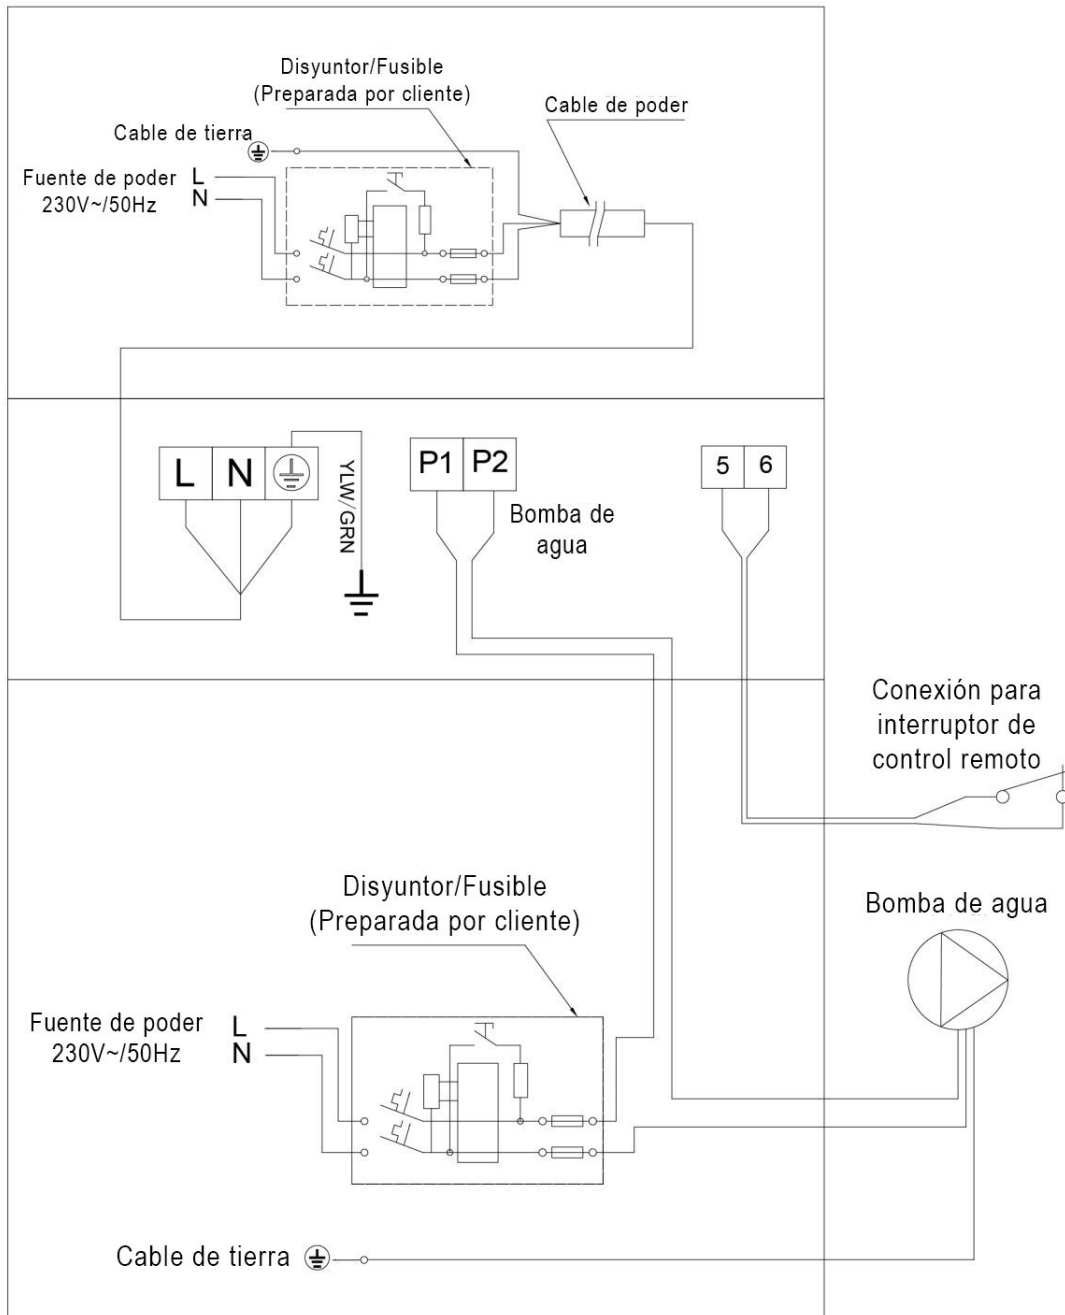 Disyuntor/Fusible
(Preparada por cliente)
Cable de poder
Cable de tierra
Fuente de poder L
230V~/50Hz N
L N
YLW/GRN
P1 P2
Bomba de
agua
5 6
Conexión para
interruptor de
control remoto
Disyuntor/Fusible
(Preparada por cliente)
Bomba de agua
Fuente de poder L
230V~/50Hz N
Cable de tierra